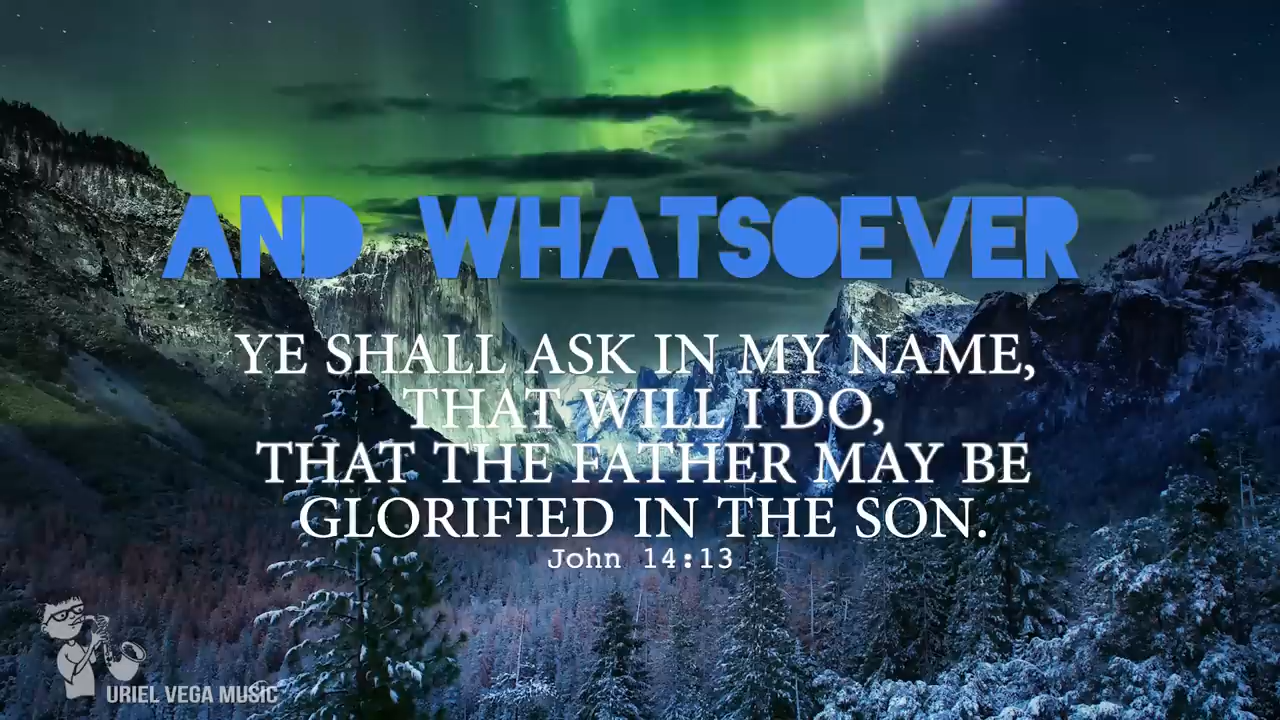 AND WHATSOEVER
YE SHALL ASK IN MY NAME,
THAT WILL I DO,
THAT THE FATHER MAY BE
GLORIFIED IN THE SON.
John 14:13
URIEL VEGA MUSIC